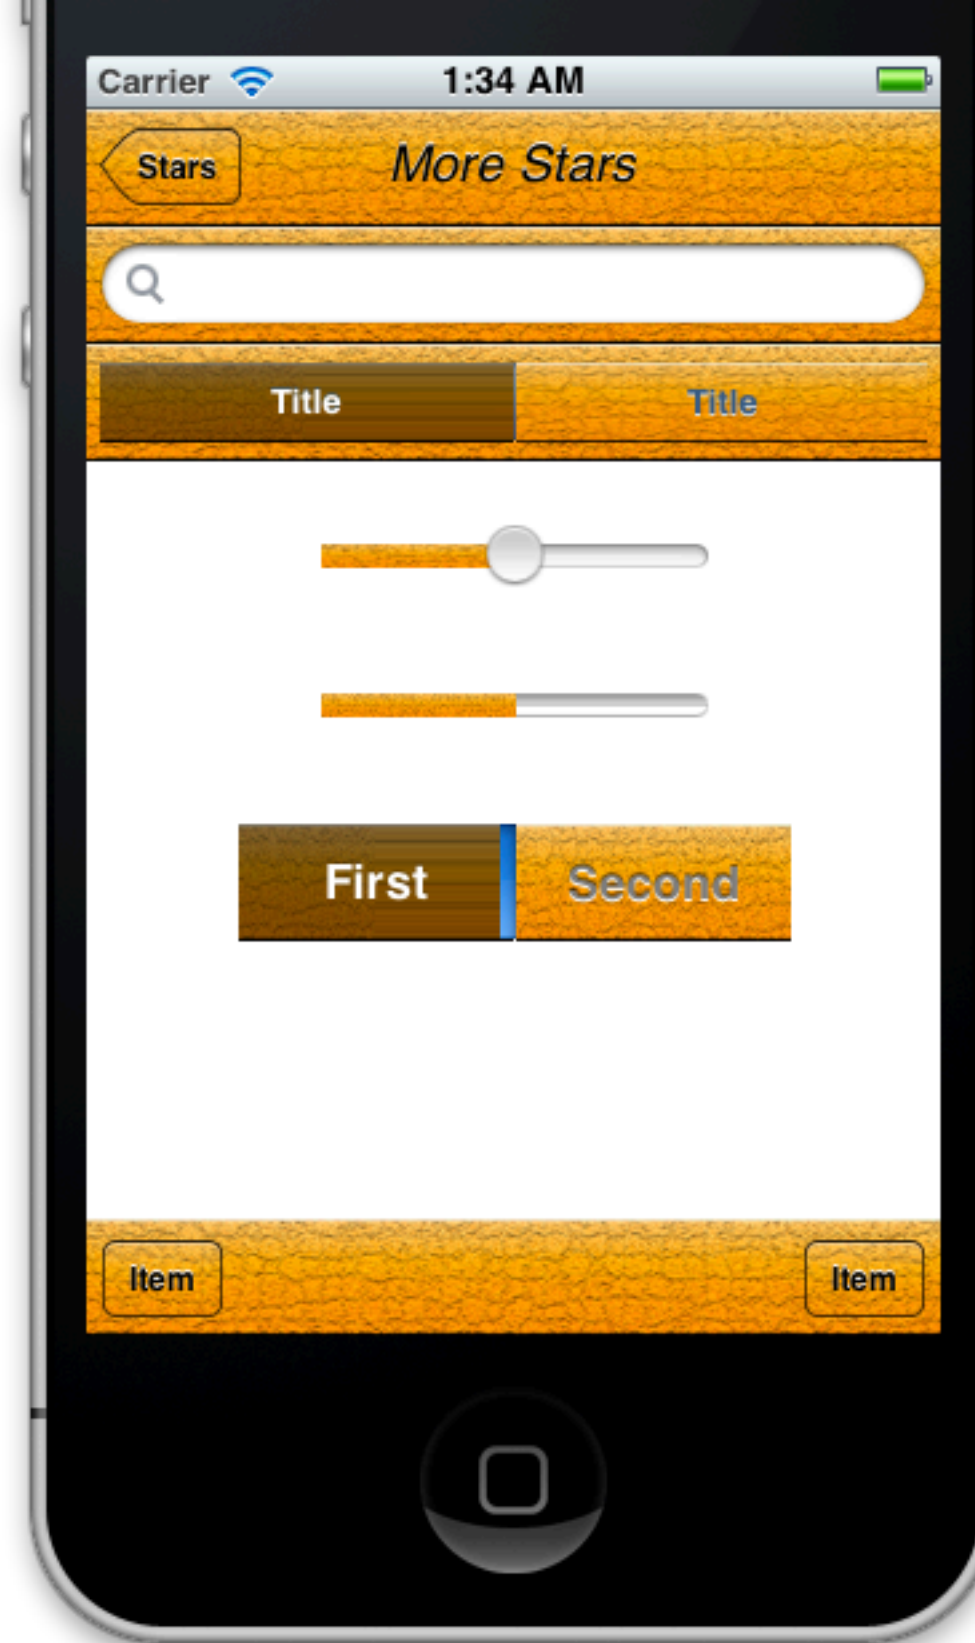 Carrier 1:34 AM
Stars More Stars
Title Title
First Second
Item Item